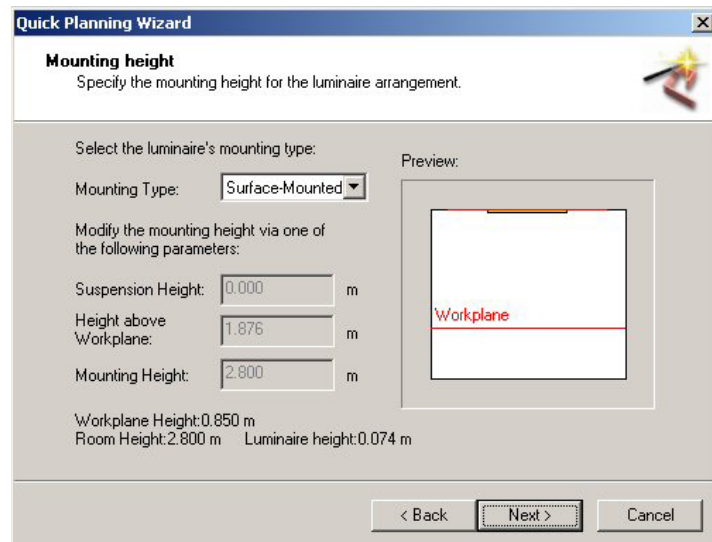 Quick Planning Wizard
Mounting height
Specify the mounting height for the luminaire arrangement.
Select the luminaire's mounting type:
Preview:
Mounting Type:
Surface-Mounted
Modify the mounting height via one of
the following parameters:
Suspension Height:
0.000
m
Height above
Workplane:
1.876
m
Mounting Height:
2.800
m
Workplane
Workplane Height:0.850 m
Room Height:2.800 m Luminaire height:0.074 m
< Back
Next >
Cancel